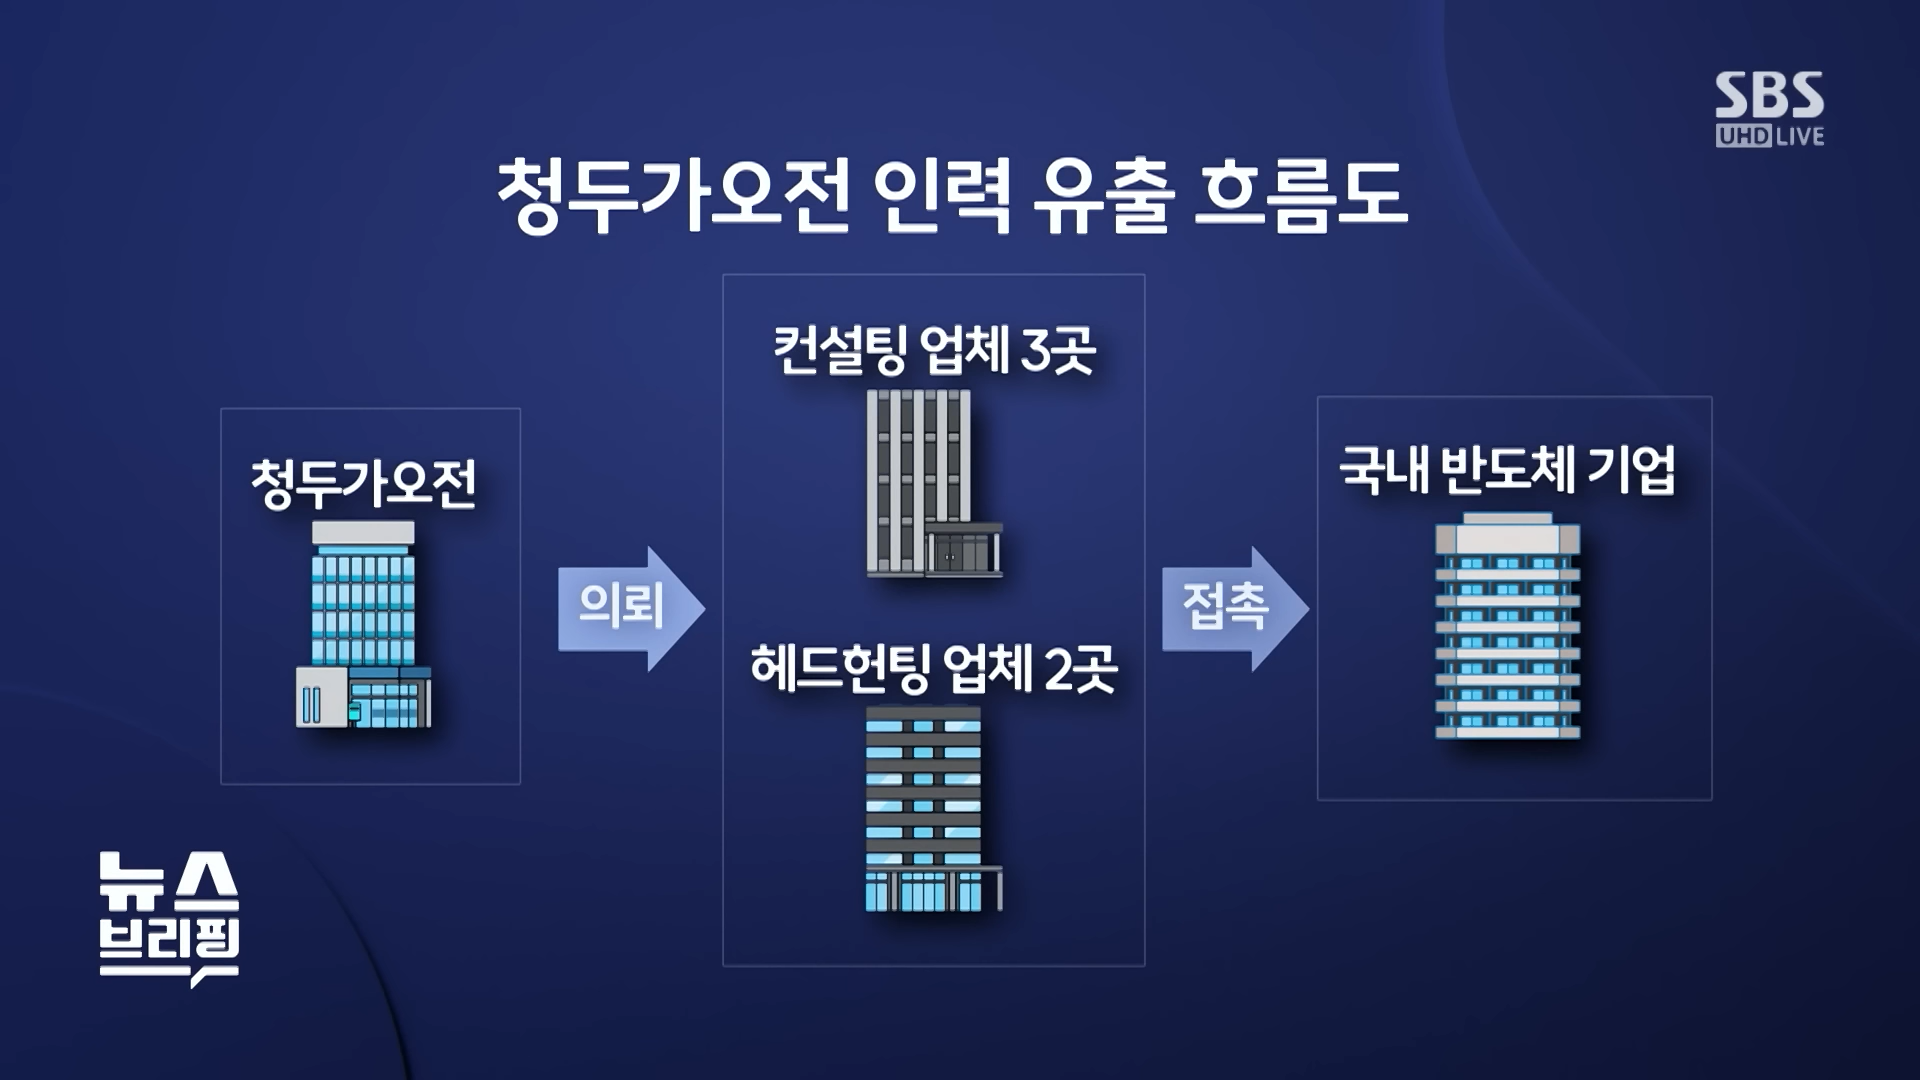 SBS
UHD LIVE
청두가오전 인력 유출 흐름도
청두가오전
의뢰
컨설팅 업체 3곳
헤드헌팅 업체 2곳
접촉
국내 반도체 기업
뉴스
브리핑